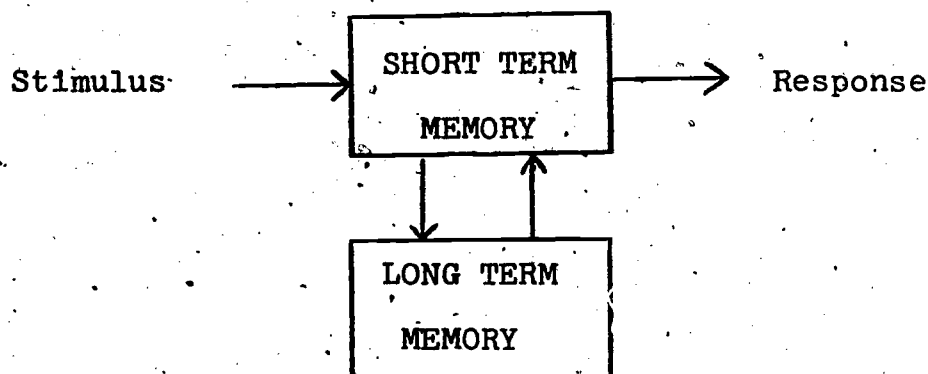 Stimulus
SHORT TERM
MEMORY
Response
LONG TERM
MEMORY